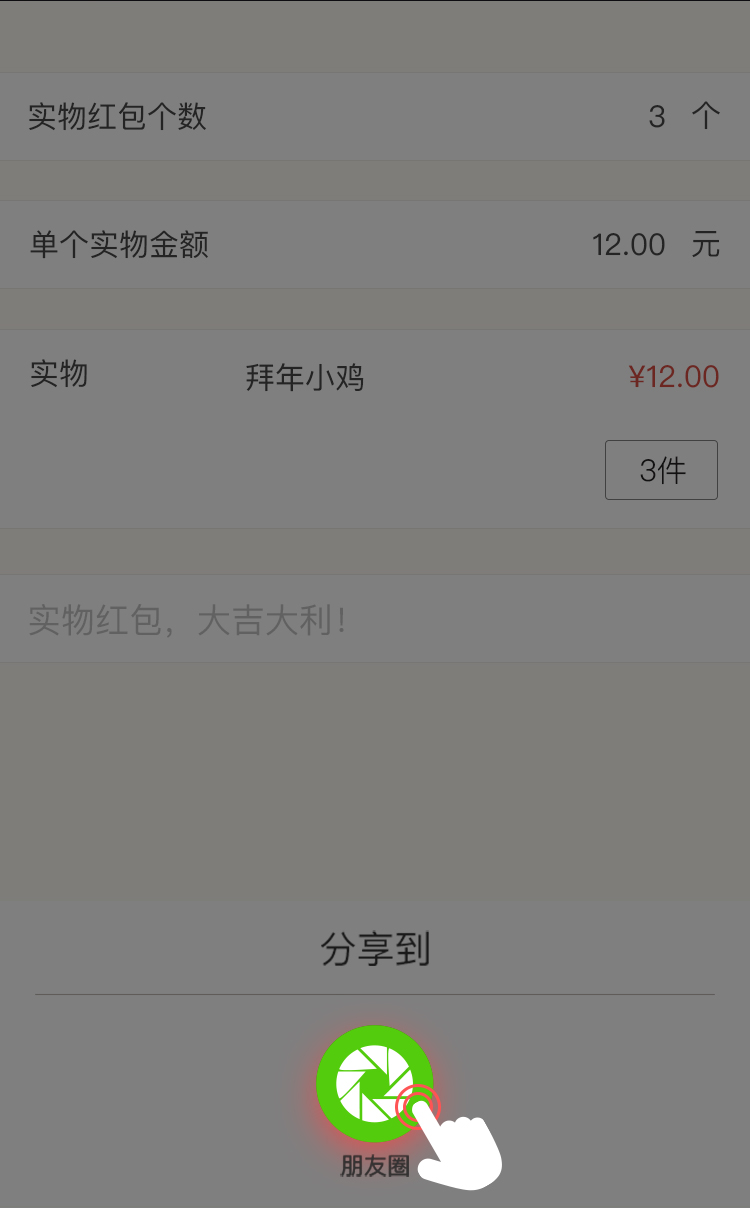 实物红包个数 3 个
单个实物金额 12.00 元
实物 拜年小鸡 ¥12.00
3件
实物红包，大吉大利！
分享到
朋友圈